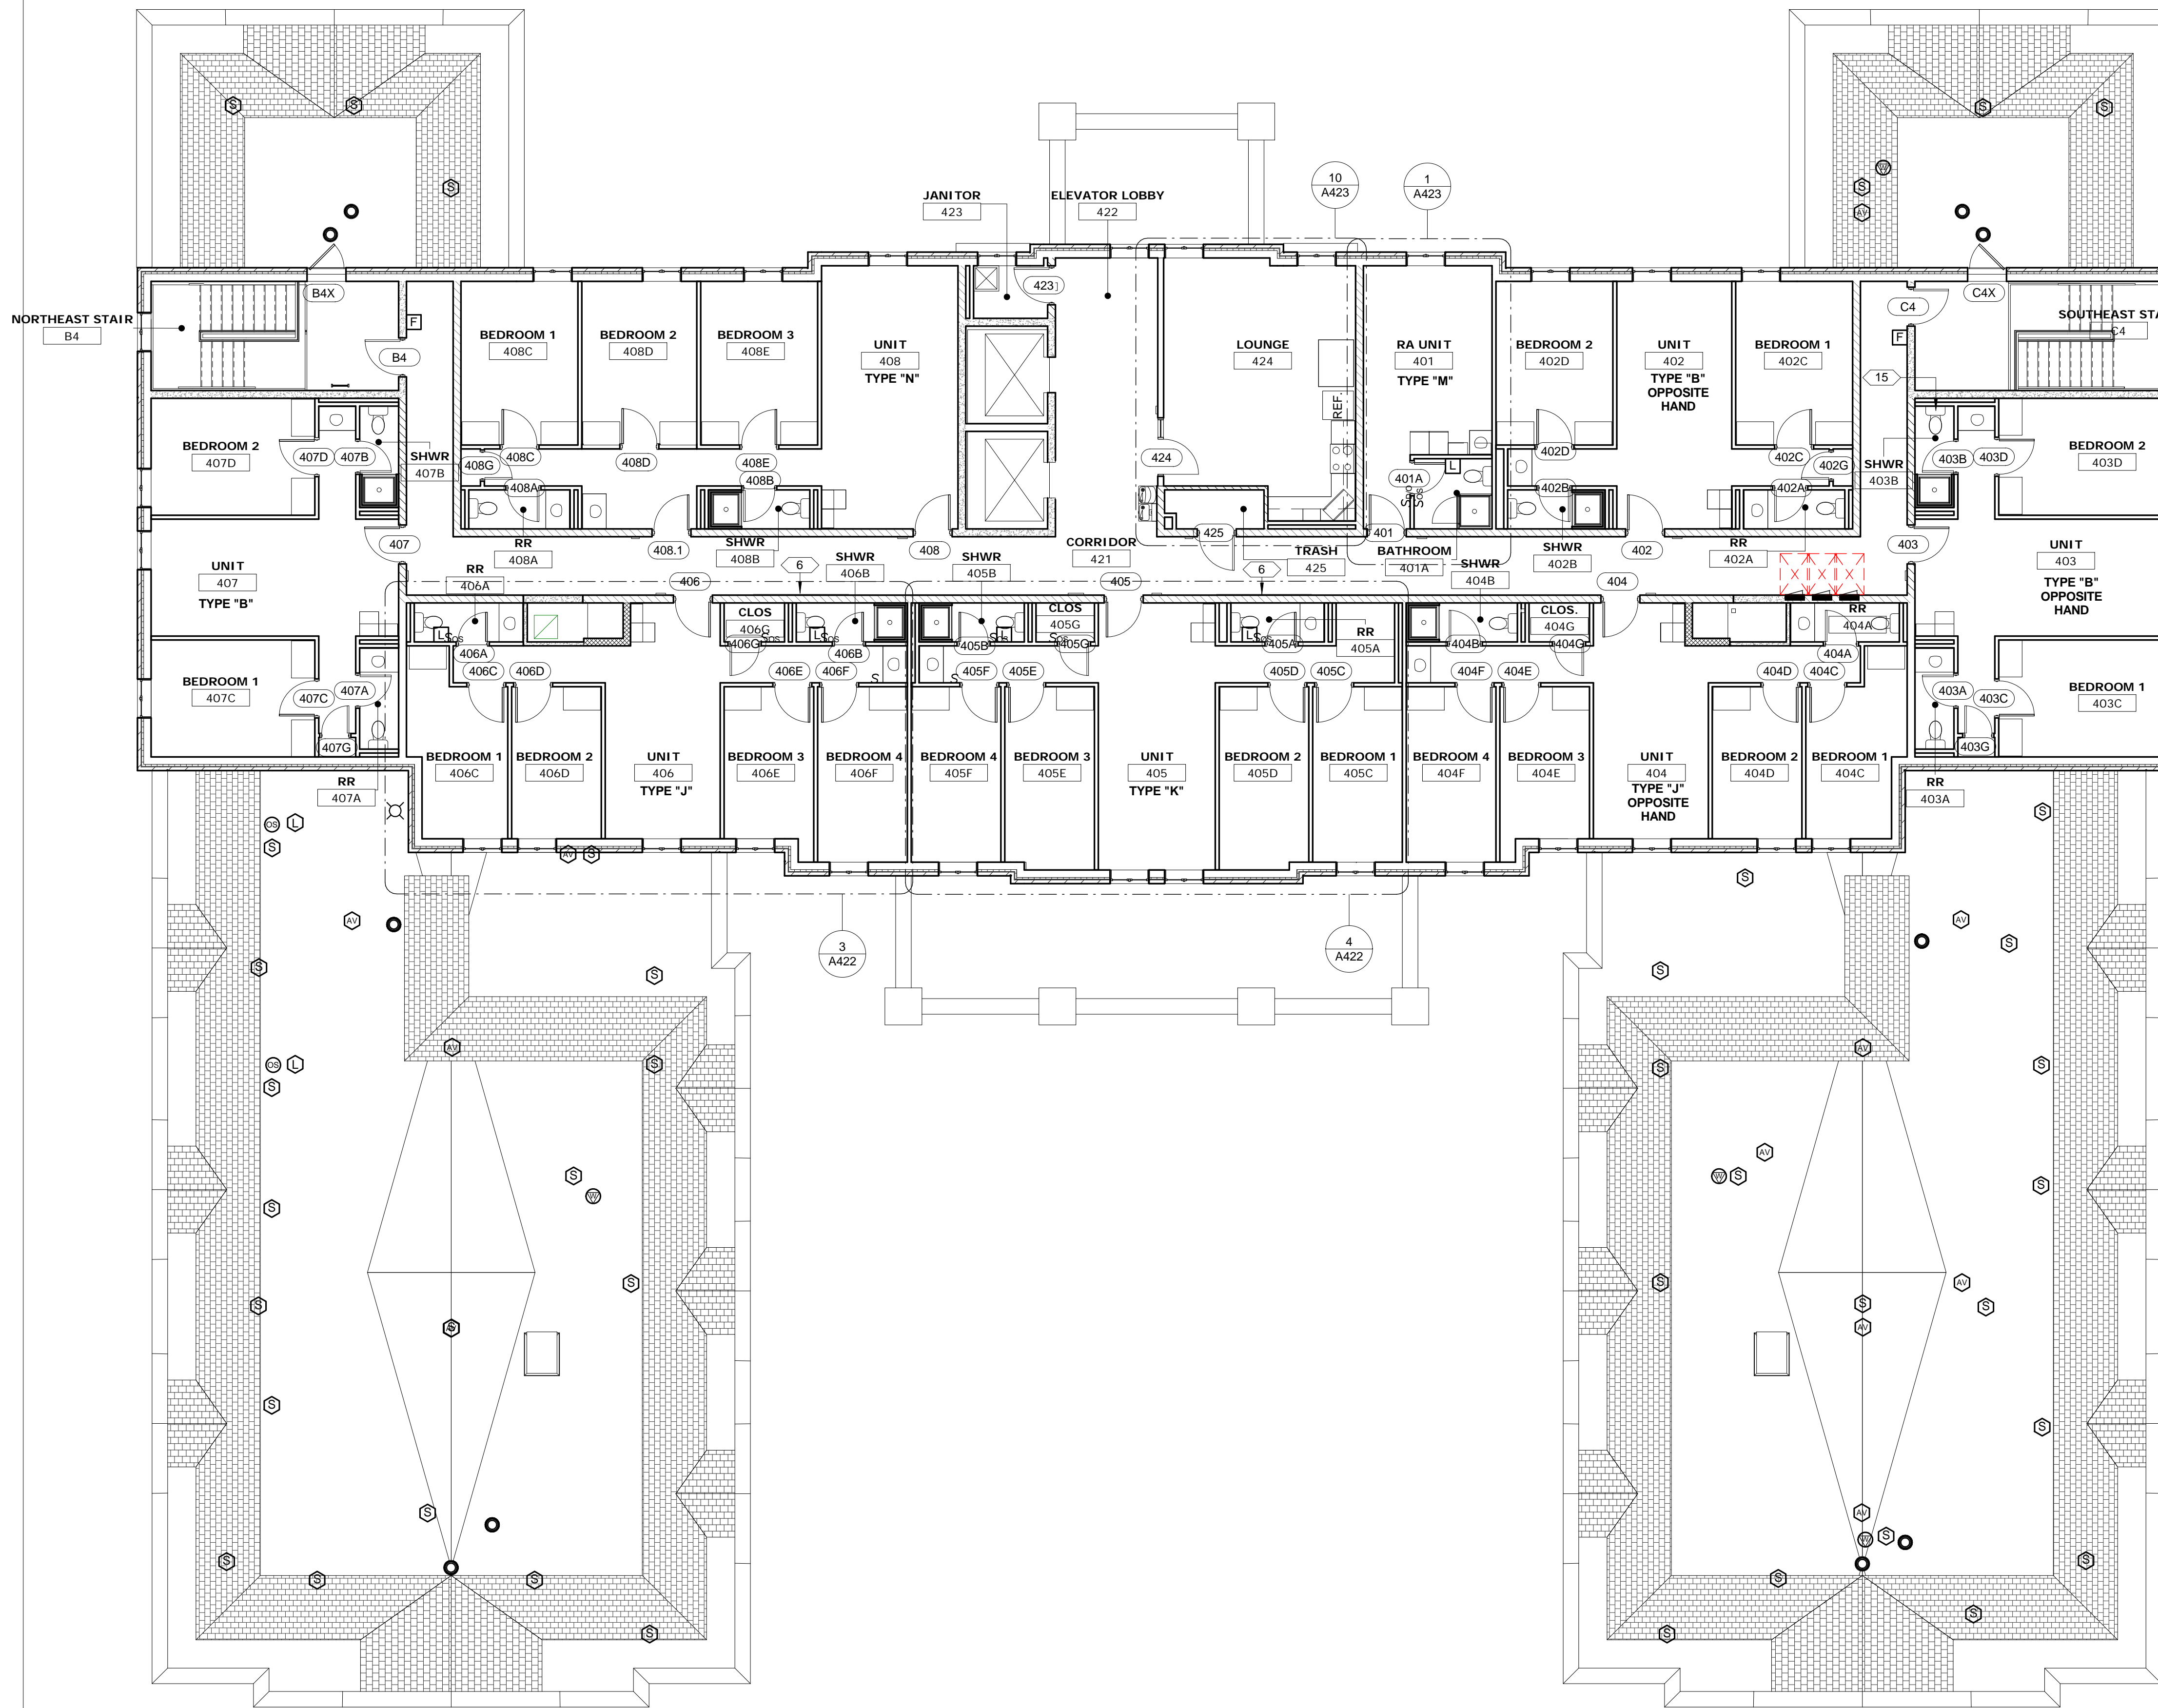 10
A423
1
A423
JANITOR
423
ELEVATOR LOBBY
422
423
B4X
C4X
C4
NORTHEAST STAIR
B4
F
B4
SOUTHEAST STA
C4
F
BEDROOM 1
408C
BEDROOM 2
408D
BEDROOM 3
408E
UNIT
408
TYPE "N"
LOUNGE
424
RA UNIT
401
TYPE "M"
BEDROOM 2
402D
UNIT
402
TYPE "B"
OPPOSITE
HAND
BEDROOM 1
402C
15
REF.
BEDROOM 2
407D
407D
407B
SHWR
407B
408G
408C
408D
408E
408B
408A
424
401A
L
402D
402B
402C
402G
402A
SHWR
403B
403B
403D
BEDROOM 2
403D
407
408.1
408
425
401
402
403
RR
408A
SHWR
408B
SHWR
406B
SHWR
405B
CORRIDOR
421
TRASH
425
BATHROOM
401A
SHWR
404B
SHWR
402B
RR
402A
UNIT
407
TYPE "B"
RR
406A
406
6
405
6
404
UNIT
403
TYPE "B"
OPPOSITE
HAND
CLOS
406G
CLOS
405G
CLOS.
404G
RR
404A
RR
405A
L
SOS
406A
406G
SOS
L
SOS
406B
405B
SOS
SOS
405G
L
SOS
405A
404B
404G
404A
406C
406D
406E
406F
S
S
405F
405E
405D
405C
404F
404E
404D
404C
BEDROOM 1
407C
407C
407A
407G
403A
403C
403G
BEDROOM 1
403C
BEDROOM 1
406C
BEDROOM 2
406D
UNIT
406
TYPE "J"
BEDROOM 3
406E
BEDROOM 4
406F
BEDROOM 4
405F
BEDROOM 3
405E
UNIT
405
TYPE "K"
BEDROOM 2
405D
BEDROOM 1
405C
BEDROOM 4
404F
BEDROOM 3
404E
UNIT
404
TYPE "J"
OPPOSITE
HAND
BEDROOM 2
404D
BEDROOM 1
404C
RR
407A
RR
403A
OS
L
S
AV
S
3
A422
4
A422